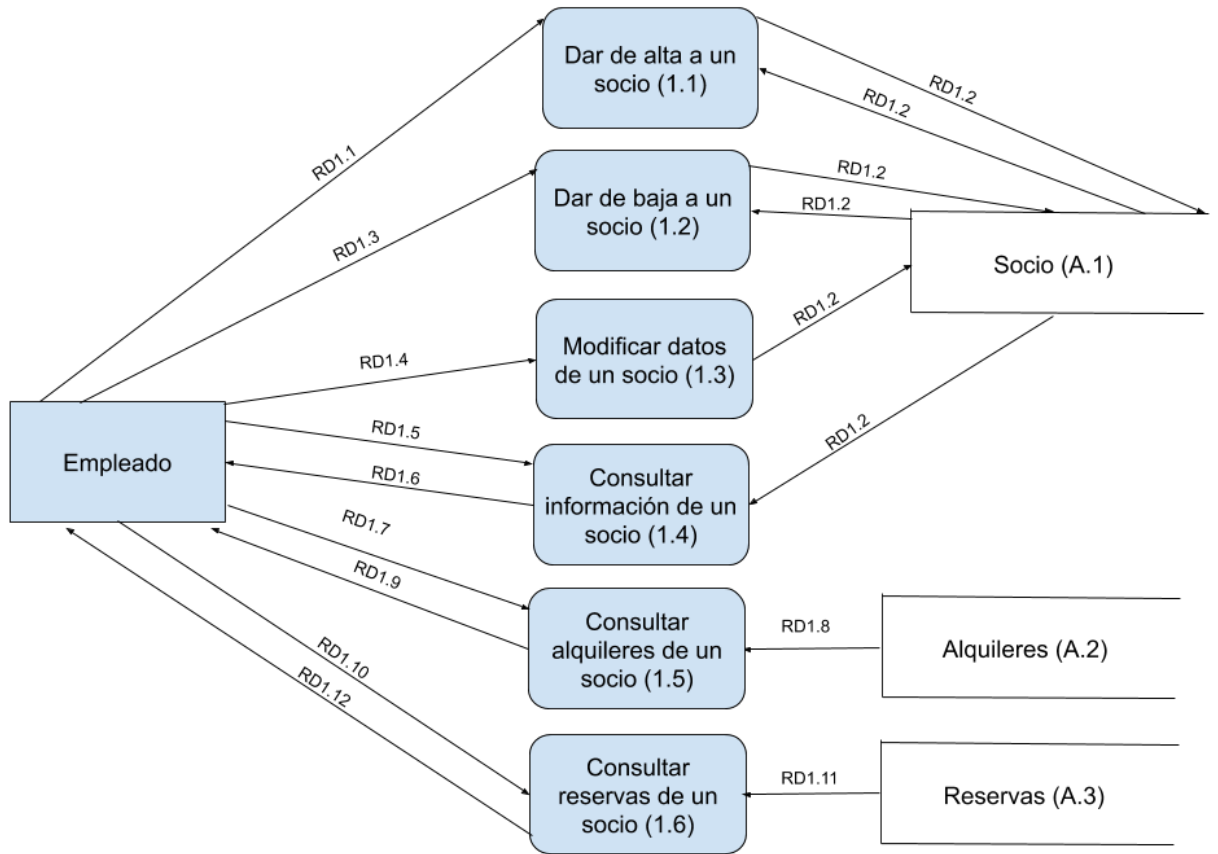 Dar de alta a un
socio (1.1)
RD1.2
RD1.2
RD1.1
Dar de baja a un
socio (1.2)
RD1.2
RD1.2
RD1.3
Socio (A.1)
RD1.2
Modificar datos
de un socio (1.3)
RD1.4
RD1.2
Empleado
RD1.5
RD1.6
Consultar
información de un
socio (1.4)
RD1.7
RD1.9
Consultar
alquileres de un
socio (1.5)
RD1.8
Alquileres (A.2)
RD1.10
RD1.12
Consultar
reservas de un
socio (1.6)
RD1.11
Reservas (A.3)